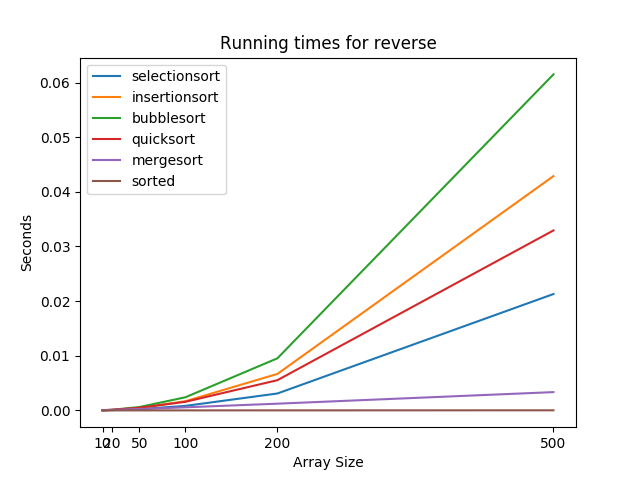 Running times for reverse
selectionsort
insertionsort
bubblesort
quicksort
mergesort
sorted
0.06
0.05
0.04
0.03
0.02
0.01
0.00
Seconds
10 20 50 100 200 500
Array Size